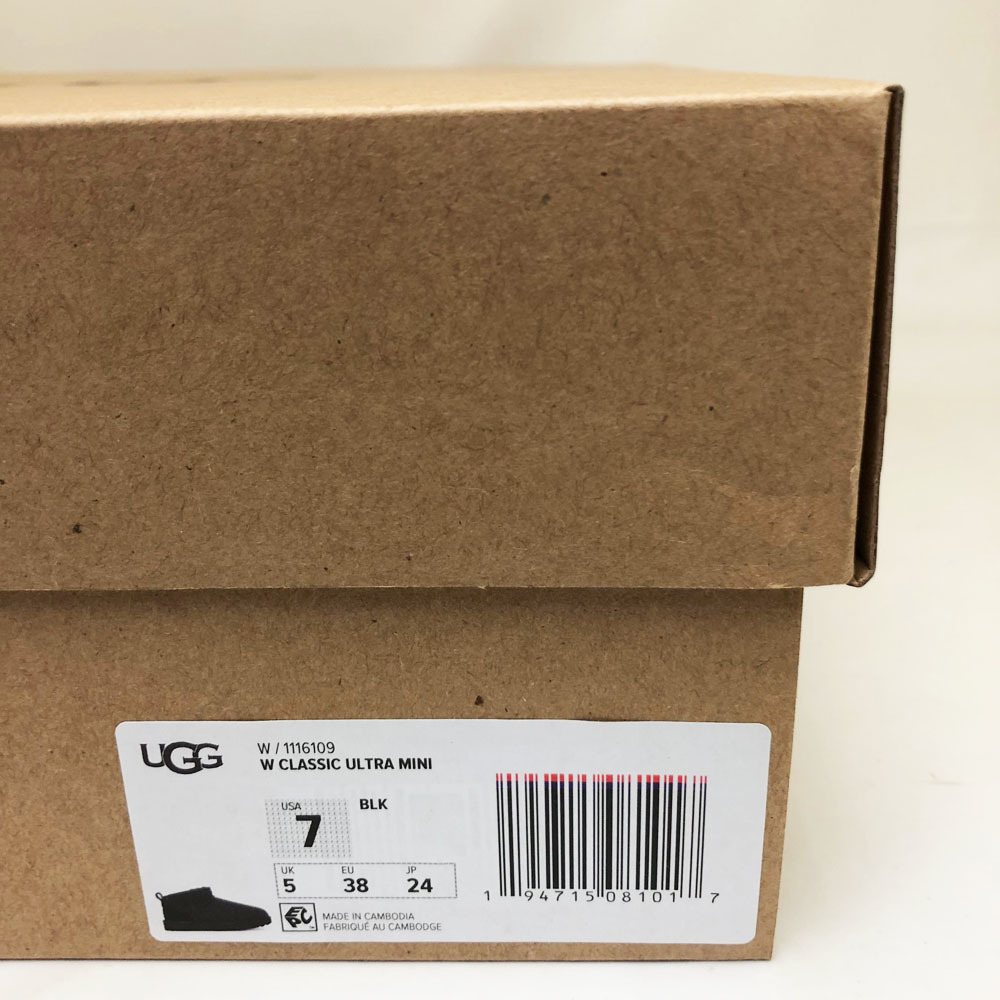 UGG
W / 1116109
W CLASSIC ULTRA MINI
USA
7
BLK
UK EU JP
5 38 24
EPC
MADE IN CAMBODIA
FABRIQUÉ AU CAMBODGE
1 94715 08101 7